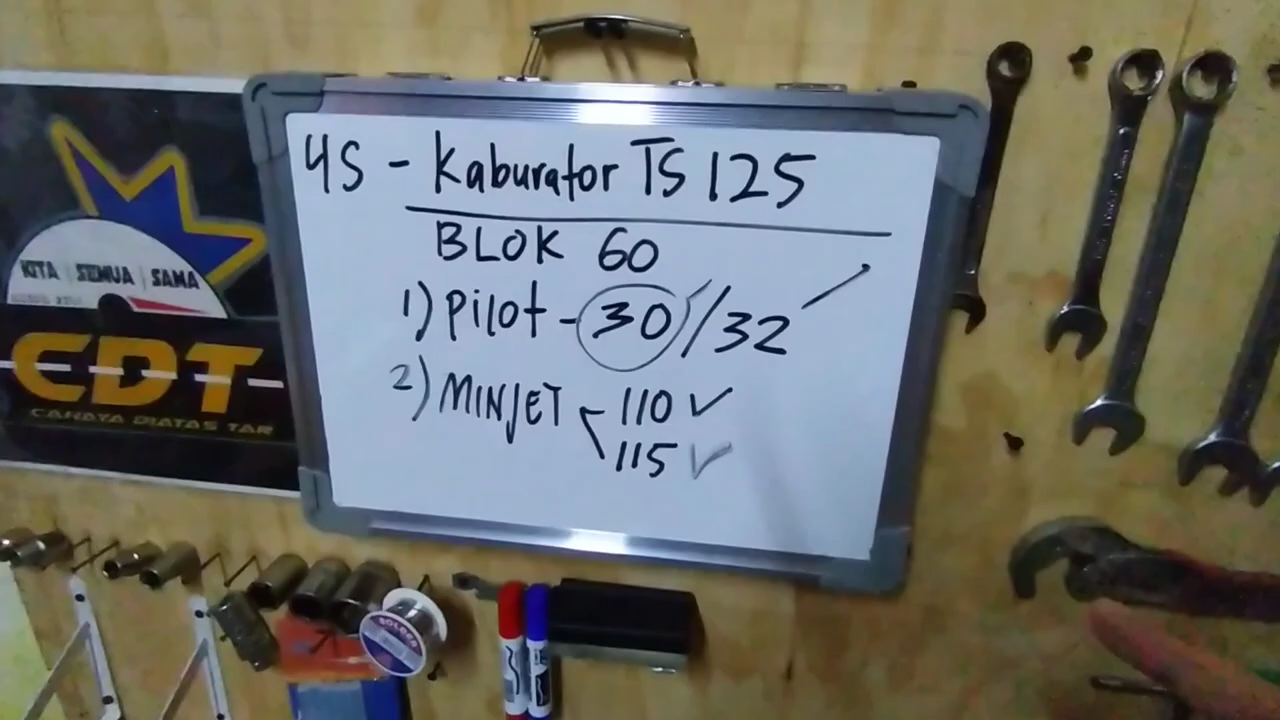 4S - Kaburator TS 125
BLOK 60
1) Pilot - 30 / 32
2) MINJET 110 ✓
115 ✓
KITA | SEMUA | SAMA
CDT
CAHAYA DIATAS TAR
SOLDER